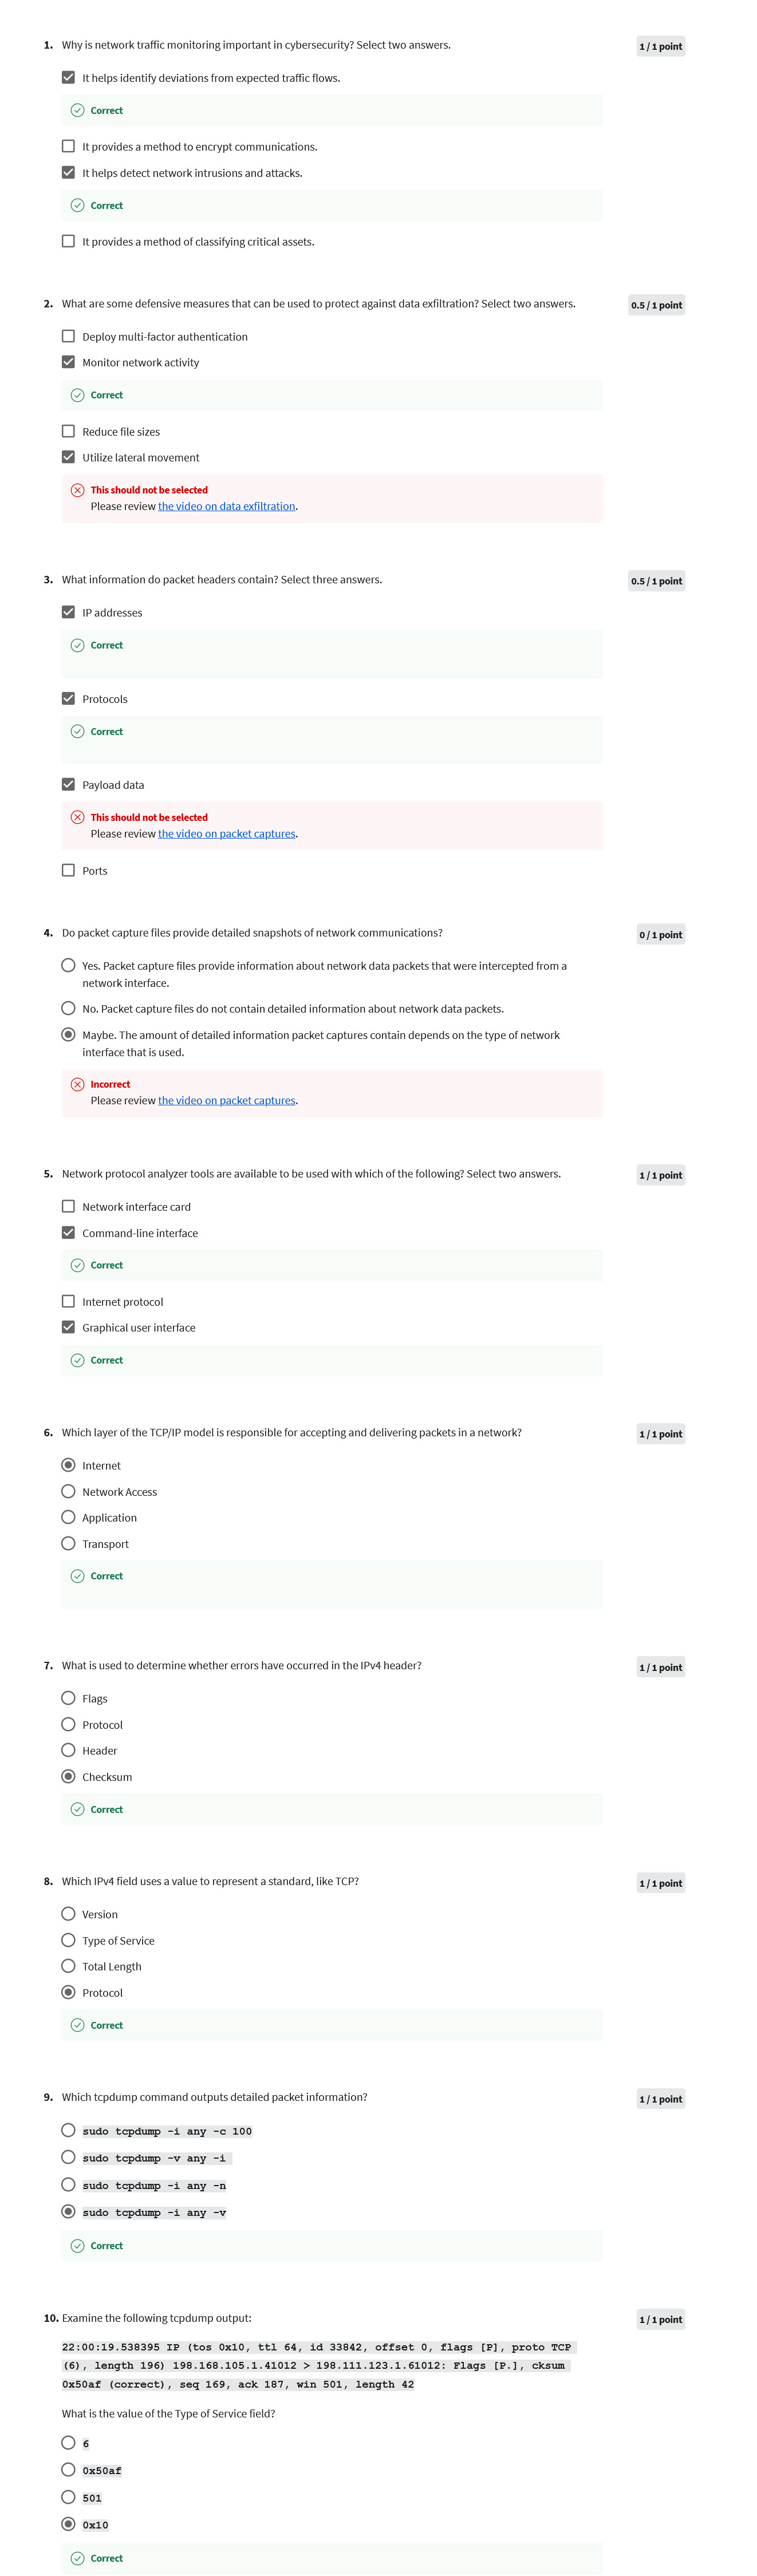 1. Why is network traffic monitoring important in cybersecurity? Select two answers.
1 / 1 point
It helps identify deviations from expected traffic flows.
Correct
It provides a method to encrypt communications.
It helps detect network intrusions and attacks.
Correct
It provides a method of classifying critical assets.
2. What are some defensive measures that can be used to protect against data exfiltration? Select two answers.
0.5 / 1 point
Deploy multi-factor authentication
Monitor network activity
Correct
Reduce file sizes
Utilize lateral movement
This should not be selected
Please review the video on data exfiltration.
3. What information do packet headers contain? Select three answers.
0.5 / 1 point
IP addresses
Correct
Protocols
Correct
Payload data
This should not be selected
Please review the video on packet captures.
Ports
4. Do packet capture files provide detailed snapshots of network communications?
0 / 1 point
Yes. Packet capture files provide information about network data packets that were intercepted from a
network interface.
No. Packet capture files do not contain detailed information about network data packets.
Maybe. The amount of detailed information packet captures contain depends on the type of network
interface that is used.
Incorrect
Please review the video on packet captures.
5. Network protocol analyzer tools are available to be used with which of the following? Select two answers.
1 / 1 point
Network interface card
Command-line interface
Correct
Internet protocol
Graphical user interface
Correct
6. Which layer of the TCP/IP model is responsible for accepting and delivering packets in a network?
1 / 1 point
Internet
Network Access
Application
Transport
Correct
7. What is used to determine whether errors have occurred in the IPv4 header?
1 / 1 point
Flags
Protocol
Header
Checksum
Correct
8. Which IPv4 field uses a value to represent a standard, like TCP?
1 / 1 point
Version
Type of Service
Total Length
Protocol
Correct
9. Which tcpdump command outputs detailed packet information?
1 / 1 point
sudo tcpdump -i any -c 100
sudo tcpdump -v any -i
sudo tcpdump -i any -n
sudo tcpdump -i any -v
Correct
10. Examine the following tcpdump output:
1 / 1 point
22:00:19.538395 IP (tos 0x10, ttl 64, id 33842, offset 0, flags [P], proto TCP
(6), length 196) 198.168.105.1.41012 > 198.111.123.1.61012: Flags [P.], cksum
0x50af (correct), seq 169, ack 187, win 501, length 42
What is the value of the Type of Service field?
6
0x50af
501
0x10
Correct